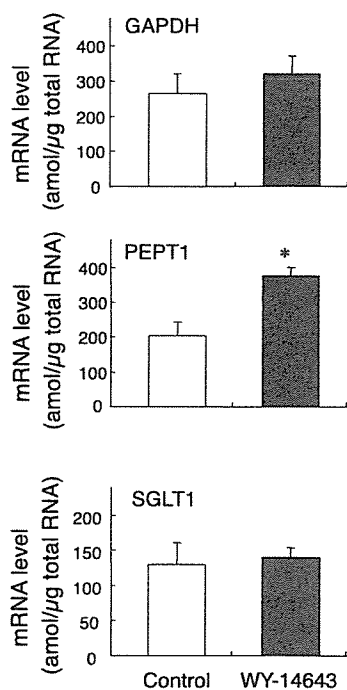 GAPDH
mRNA level
(amol/µg total RNA)
400
300
200
100
0
PEPT1
*
mRNA level
(amol/µg total RNA)
400
300
200
100
0
SGLT1
mRNA level
(amol/µg total RNA)
200
150
100
50
0
Control WY-14643